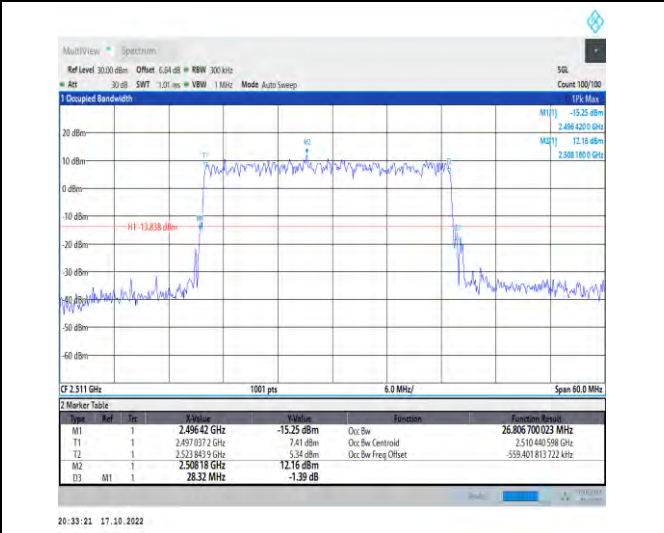 MultiView Spectrum
Ref Level 30.00 dBm Offset 6.64 dB RBW 300 kHz SGL
Att 30 dB SWT 1.01 ms VBW 1 MHz Mode Auto Sweep Count 100/100
1 Occupied Bandwidth 1Pk Max
M1[1] -15.25 dBm
2.496 420 0 GHz
M2[1] 12.16 dBm
2.508 180 0 GHz
20 dBm
M2
T1
10 dBm
0 dBm
-10 dBm
H1 -13.838 dBm
-20 dBm
-30 dBm
-40 dBm
-50 dBm
-60 dBm
CF 2.511 GHz 1001 pts 6.0 MHz/ Span 60.0 MHz
2 Marker Table
Type Ref Trc X-Value Y-Value Function Function Result
M1 1 2.496 42 GHz -15.25 dBm Occ Bw 26.806 700 023 MHz
T1 1 2.497 037 2 GHz 7.41 dBm Occ Bw Centroid 2.510 440 598 GHz
T2 1 2.523 843 9 GHz 5.34 dBm Occ Bw Freq Offset -559.401 813 722 kHz
M2 1 2.508 18 GHz 12.16 dBm
D3 M1 1 28.32 MHz -1.39 dB
20:33:21 17.10.2022